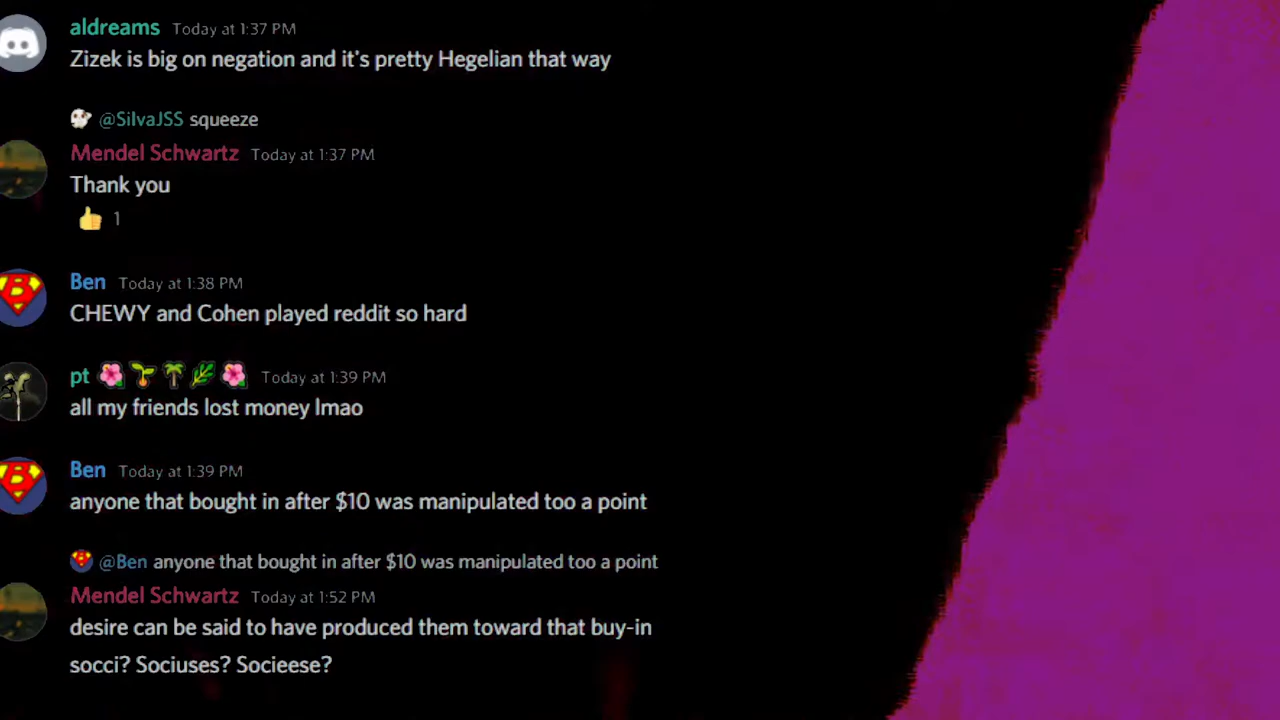 aldreams Today at 1:37 PM
Zizek is big on negation and it's pretty Hegelian that way
@SilvaJSS squeeze
Mendel Schwartz Today at 1:37 PM
Thank you
👍 1
Ben Today at 1:38 PM
CHEWY and Cohen played reddit so hard
pt 🌺🌱🌴🌿🌺 Today at 1:39 PM
all my friends lost money lmao
Ben Today at 1:39 PM
anyone that bought in after $10 was manipulated too a point
@Ben anyone that bought in after $10 was manipulated too a point
Mendel Schwartz Today at 1:52 PM
desire can be said to have produced them toward that buy-in
socci? Sociuses? Socieese?